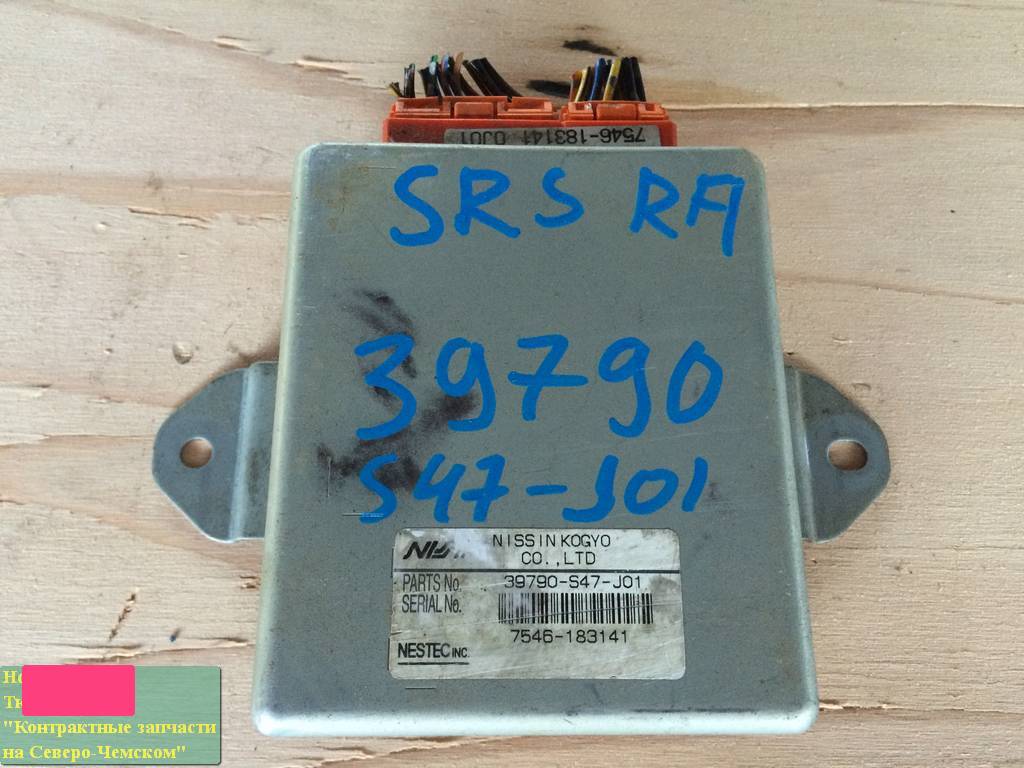 7546-183141 0J01
SRS RA
39790
S47-J01
NISSIN KOGYO
CO.,LTD
PARTS No. 39790-S47-J01
SERIAL No.
7546-183141
NESTEC INC.
"Контрактные запчасти
на Северо-Чемском"